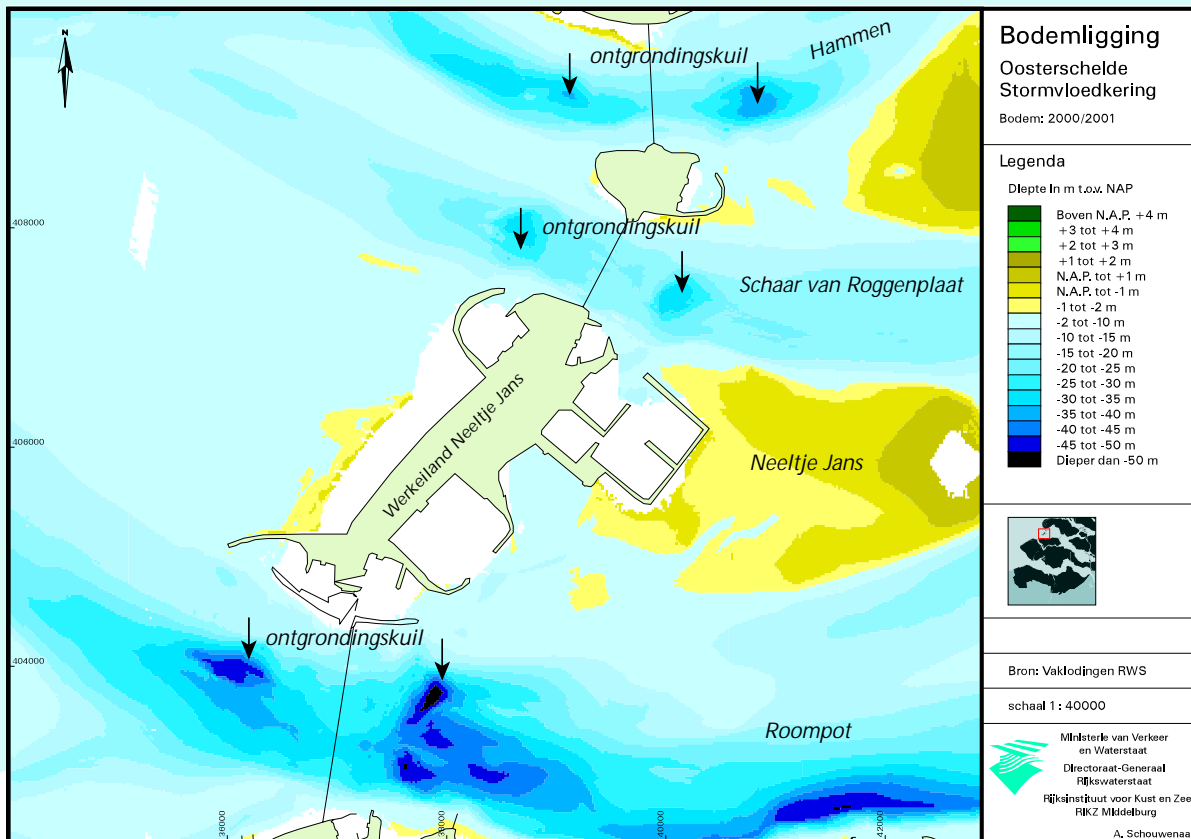 ontgrondingskuil
Hammen
408000
ontgrondingskuil
Schaar van Roggenplaat
Werkeiland Neeltje Jans
406000
Neeltje Jans
ontgrondingskuil
404000
Roompot
36000
38000
40000
42000
Bodemligging
Oosterschelde
Stormvloedkering
Bodem: 2000/2001
Legenda
Diepte in m t.o.v. NAP
Boven N.A.P. +4 m
+3 tot +4 m
+2 tot +3 m
+1 tot +2 m
N.A.P. tot +1 m
N.A.P. tot -1 m
-1 tot -2 m
-2 tot -10 m
-10 tot -15 m
-15 tot -20 m
-20 tot -25 m
-25 tot -30 m
-30 tot -35 m
-35 tot -40 m
-40 tot -45 m
-45 tot -50 m
Dieper dan -50 m
Bron: Vaklodingen RWS
schaal 1 : 40000
Ministerie van Verkeer
en Waterstaat
Directoraat-Generaal
Rijkswaterstaat
Rijksinstituut voor Kust en Zee
RIKZ Middelburg
A. Schouwenaa